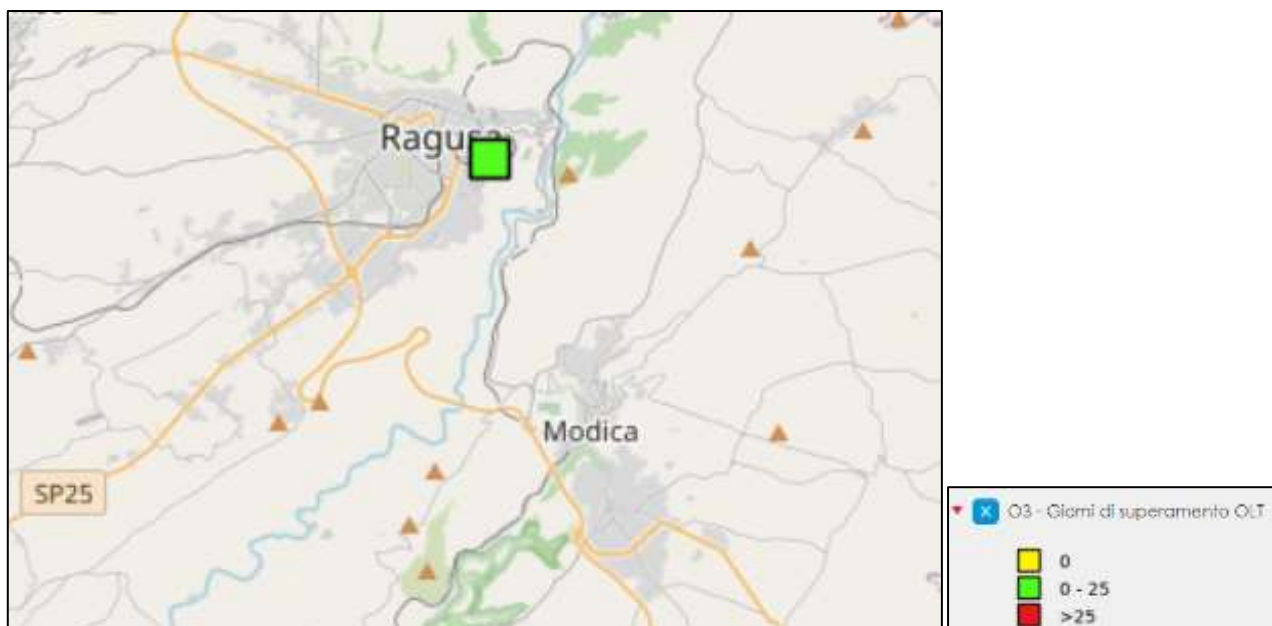 Ragusa
Modica
SP25
O3 - Giorni di superamento OLT
0
0 - 25
>25